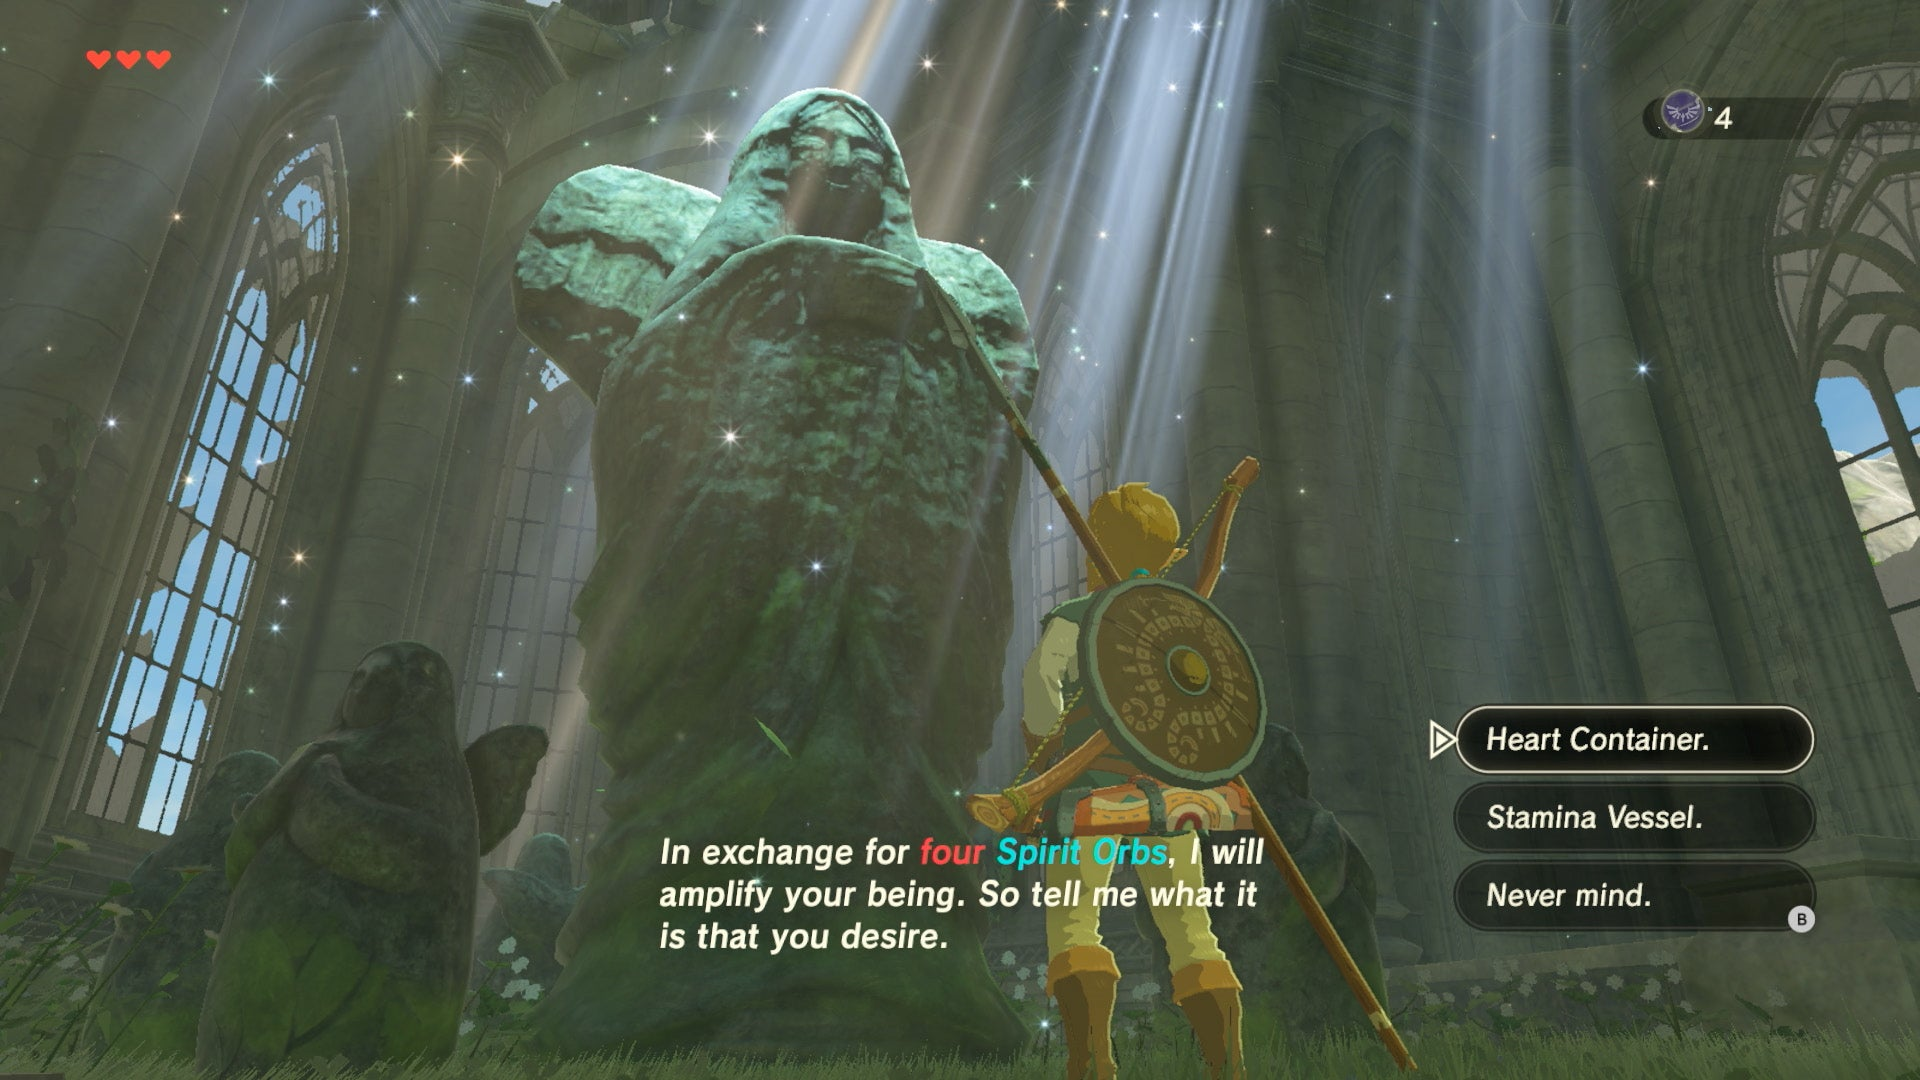 4
In exchange for four Spirit Orbs, I will
amplify your being. So tell me what it
is that you desire.
Heart Container.
Stamina Vessel.
Never mind.
B